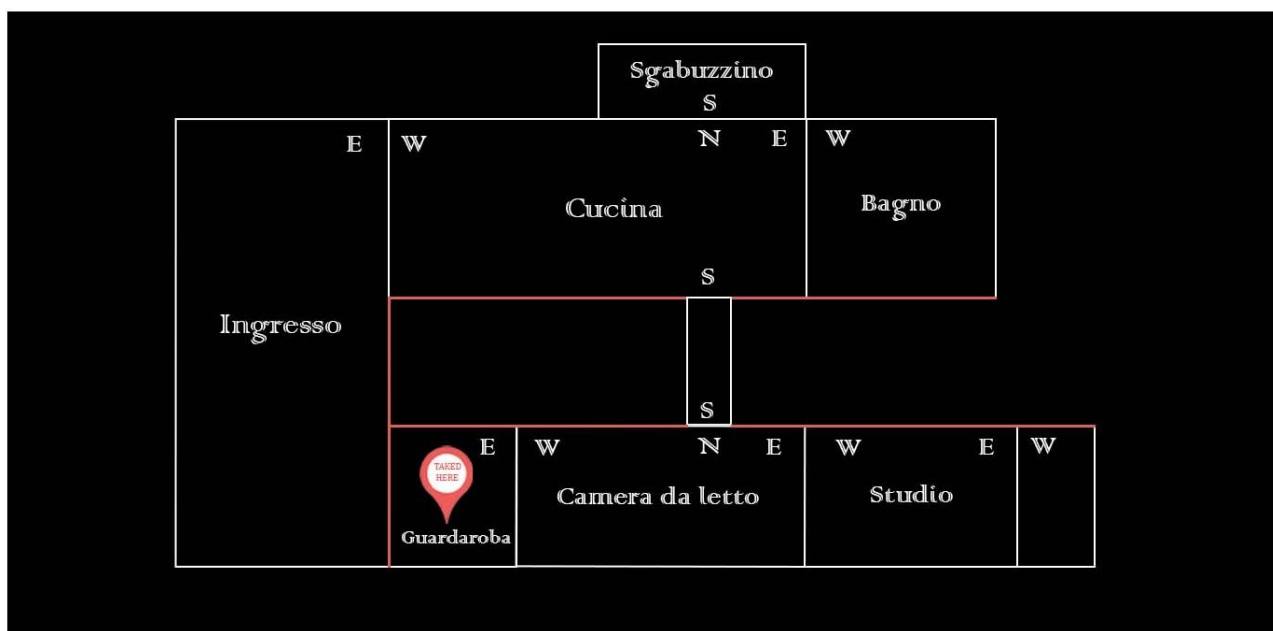 Sgabuzzino
S
E W N E W
Cucina
Bagno
S
Ingresso
S
E W N E W E W
TAKED
HERE
Camera da letto
Studio
Guardaroba